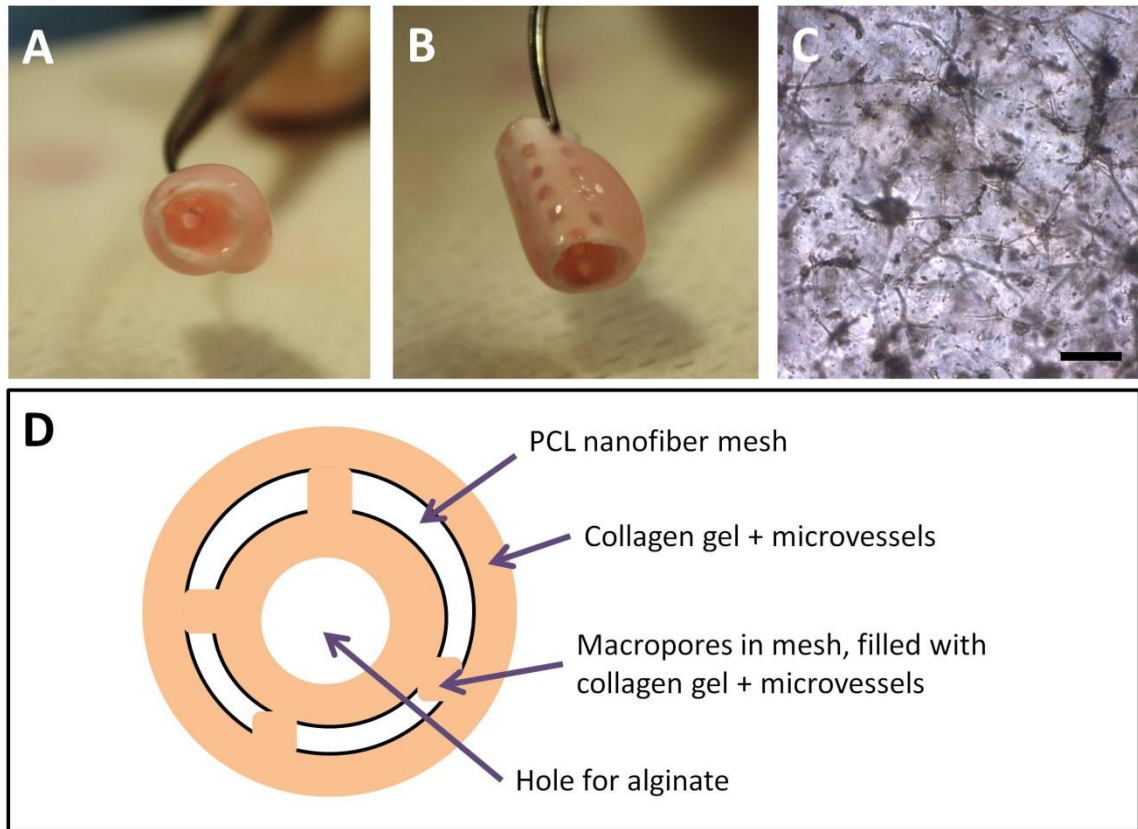 A
B
C
D
PCL nanofiber mesh
Collagen gel + microvessels
Macropores in mesh, filled with
collagen gel + microvessels
Hole for alginate